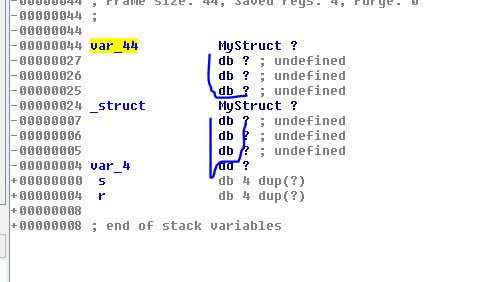 -00000044 ; Frame size: 44; Saved regs: 4; Purge: 0
-00000044 ;
-00000044
-00000044 var_44 MyStruct ?
-00000027 db ? ; undefined
-00000026 db ? ; undefined
-00000025 db ? ; undefined
-00000024 _struct MyStruct ?
-00000007 db ? ; undefined
-00000006 db ? ; undefined
-00000005 db ? ; undefined
-00000004 var_4 dd ?
+00000000 s db 4 dup(?)
+00000004 r db 4 dup(?)
+00000008
+00000008 ; end of stack variables